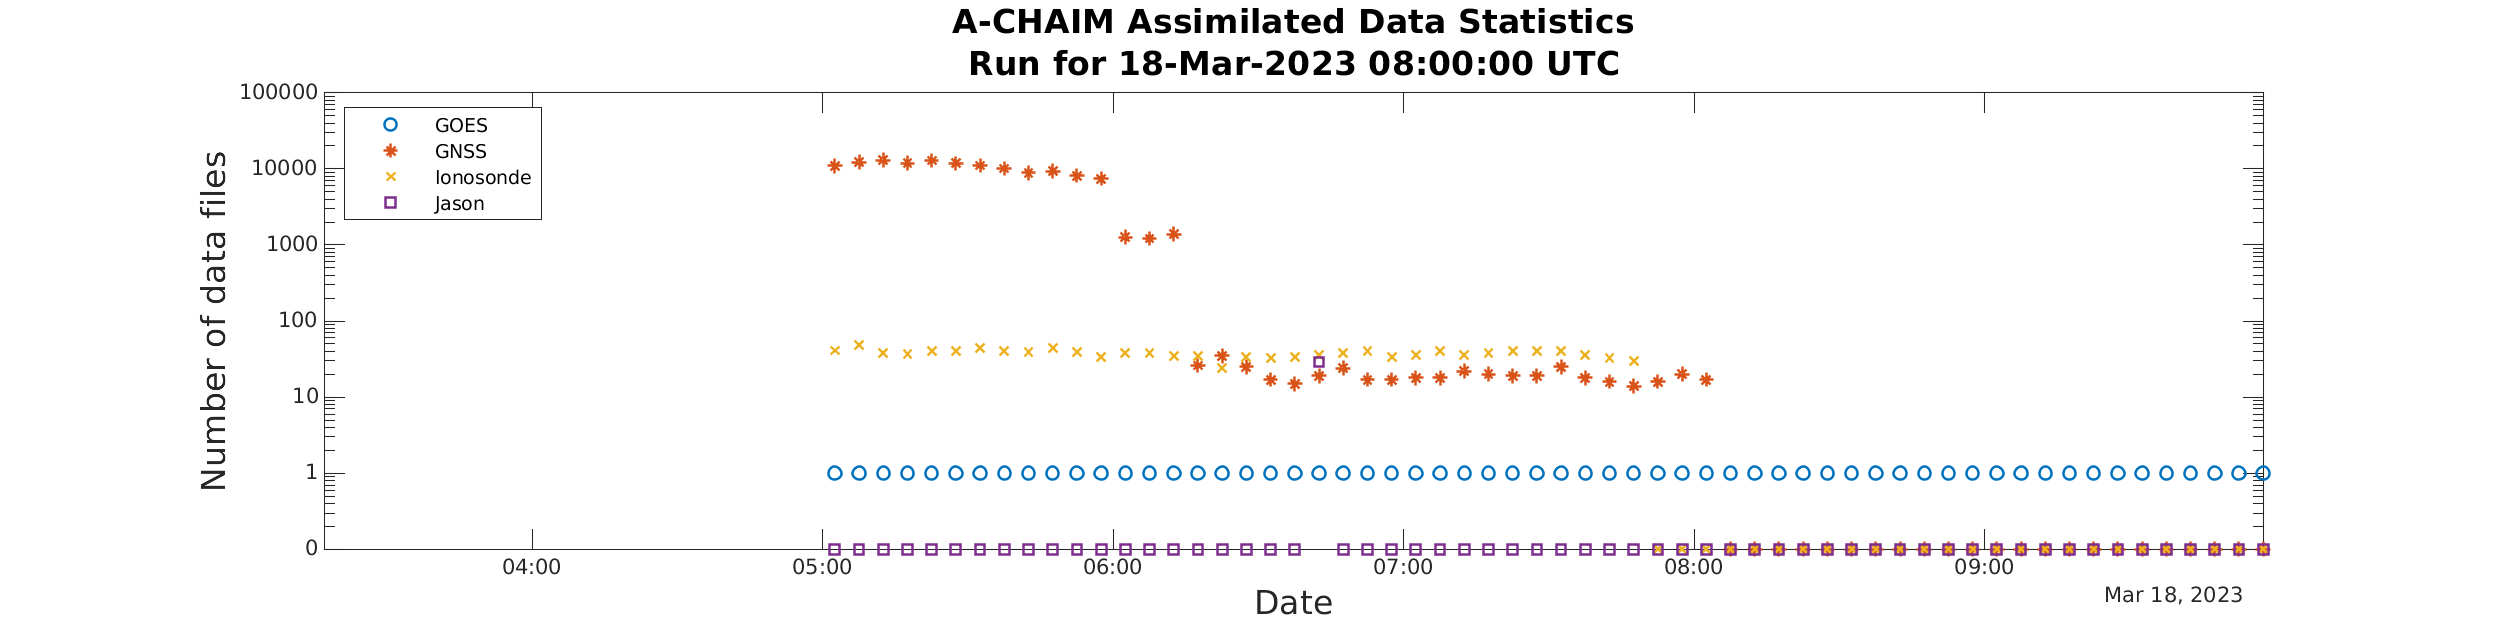 A-CHAIM Assimilated Data Statistics
Run for 18-Mar-2023 08:00:00 UTC
100000
10000
1000
100
10
1
0
Number of data files
GOES
GNSS
Ionosonde
Jason
04:00 05:00 06:00 07:00 08:00 09:00
Date
Mar 18, 2023